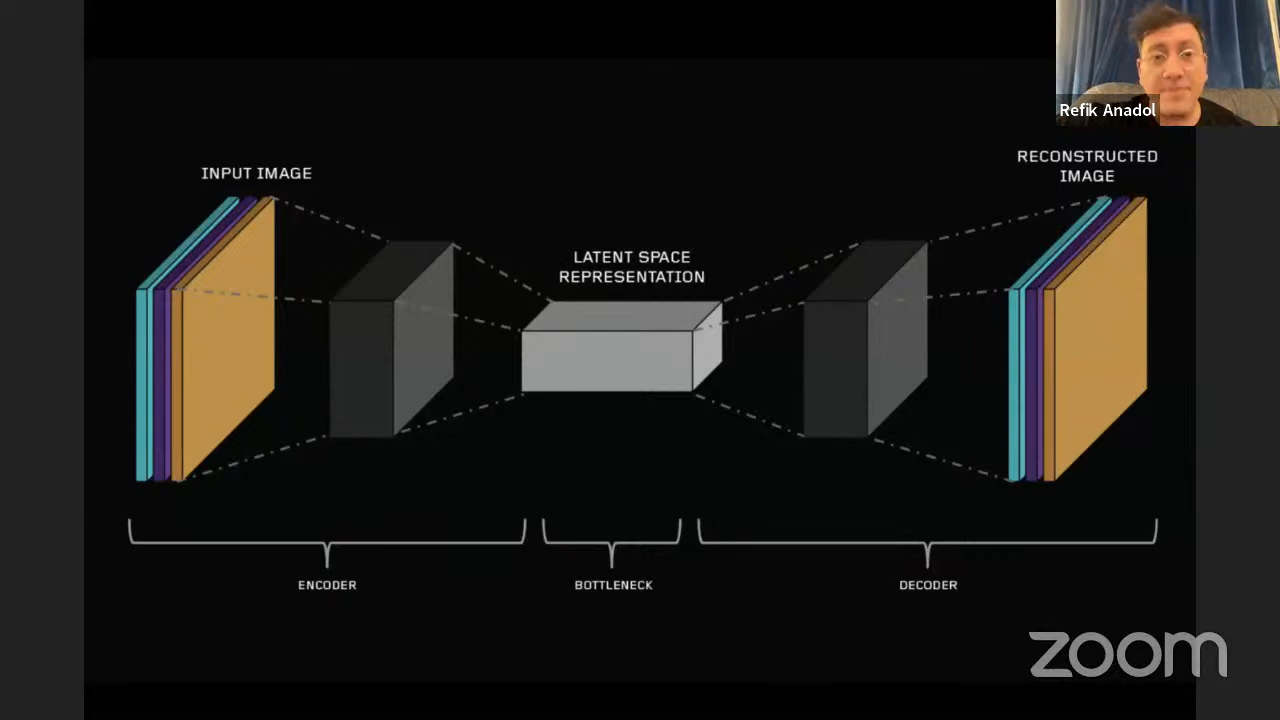 Refik Anadol
INPUT IMAGE
RECONSTRUCTED
IMAGE
LATENT SPACE
REPRESENTATION
ENCODER
BOTTLENECK
DECODER
zoom